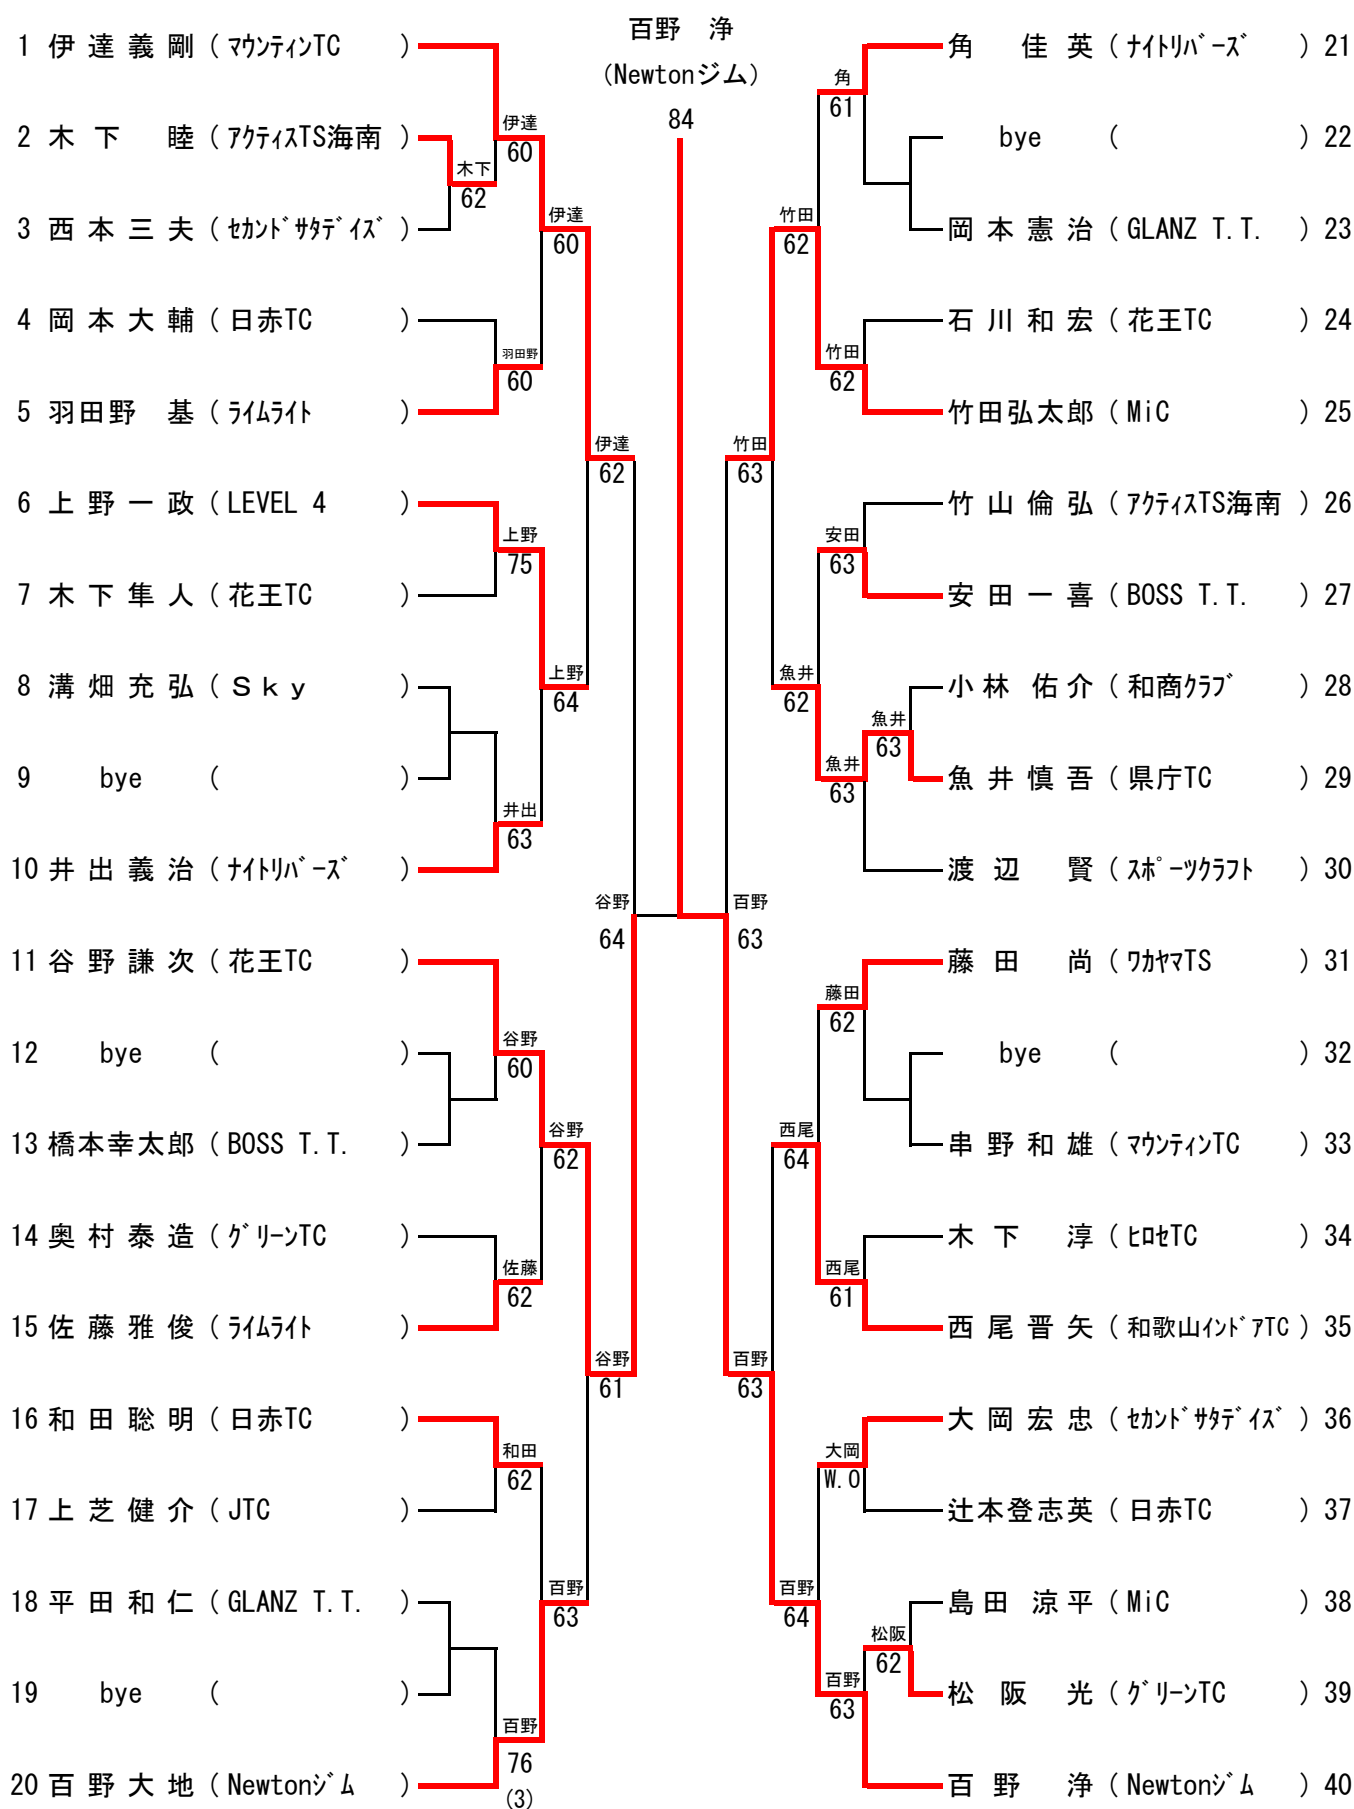 百野　浄
(Newtonジム)
84
1 伊達義剛 (ﾏｳﾝﾃｨﾝTC)
2 木下　睦 (ｱｸﾃｨｽTS海南)
3 西本三夫 (ｾｶﾝﾄﾞｻﾀﾃﾞｲｽﾞ)
4 岡本大輔 (日赤TC)
5 羽田野　基 (ﾗｲﾑﾗｲﾄ)
6 上野一政 (LEVEL 4)
7 木下隼人 (花王TC)
8 溝畑充弘 (Ｓｋｙ)
9 bye ( )
10 井出義治 (ﾅｲﾄﾘﾊﾞｰｽﾞ)
11 谷野謙次 (花王TC)
12 bye ( )
13 橋本幸太郎 (BOSS T.T.)
14 奥村泰造 (ｸﾞﾘｰﾝTC)
15 佐藤雅俊 (ﾗｲﾑﾗｲﾄ)
16 和田聡明 (日赤TC)
17 上芝健介 (JTC)
18 平田和仁 (GLANZ T.T.)
19 bye ( )
20 百野大地 (Newtonｼﾞﾑ)
木下
62
伊達
60
羽田野
60
上野
75
井出
63
谷野
60
佐藤
62
和田
62
百野
76
(3)
伊達
60
上野
64
谷野
62
百野
63
伊達
62
谷野
61
谷野
64
百野
63
竹田
63
百野
63
竹田
62
魚井
62
西尾
64
百野
64
角
61
竹田
62
安田
63
魚井
63
魚井
63
藤田
62
西尾
61
大岡
W.O
松阪
62
百野
63
角　佳英 (ﾅｲﾄﾘﾊﾞｰｽﾞ) 21
bye ( ) 22
岡本憲治 (GLANZ T.T.) 23
石川和宏 (花王TC) 24
竹田弘太郎 (MiC) 25
竹山倫弘 (ｱｸﾃｨｽTS海南) 26
安田一喜 (BOSS T.T.) 27
小林佑介 (和商ｸﾗﾌﾞ) 28
魚井慎吾 (県庁TC) 29
渡辺　賢 (ｽﾎﾟｰﾂｸﾗﾌﾄ) 30
藤田　尚 (ﾜｶﾔﾏTS) 31
bye ( ) 32
串野和雄 (ﾏｳﾝﾃｨﾝTC) 33
木下　淳 (ﾋﾛｾTC) 34
西尾晋矢 (和歌山ｲﾝﾄﾞｱTC) 35
大岡宏忠 (ｾｶﾝﾄﾞｻﾀﾃﾞｲｽﾞ) 36
辻本登志英 (日赤TC) 37
島田涼平 (MiC) 38
松阪　光 (ｸﾞﾘｰﾝTC) 39
百野　浄 (Newtonｼﾞﾑ) 40